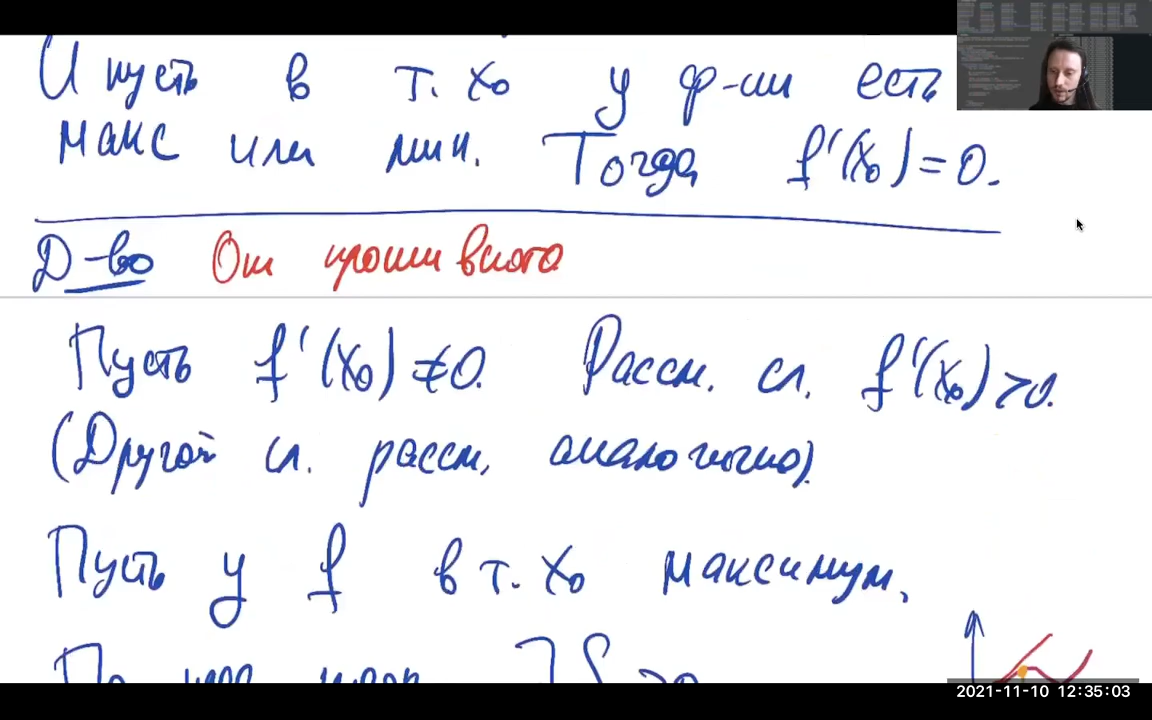 И пусть в т. x₀ у ф-ии есть
макс или мин. Тогда f'(x₀)=0.
Д-во От противного
Пусть f'(x₀)≠0. Рассм. сл. f'(x₀)>0.
(Другой сл. рассм. аналогично).
Пусть у f в т. x₀ максимум.
2021-11-10 12:35:03